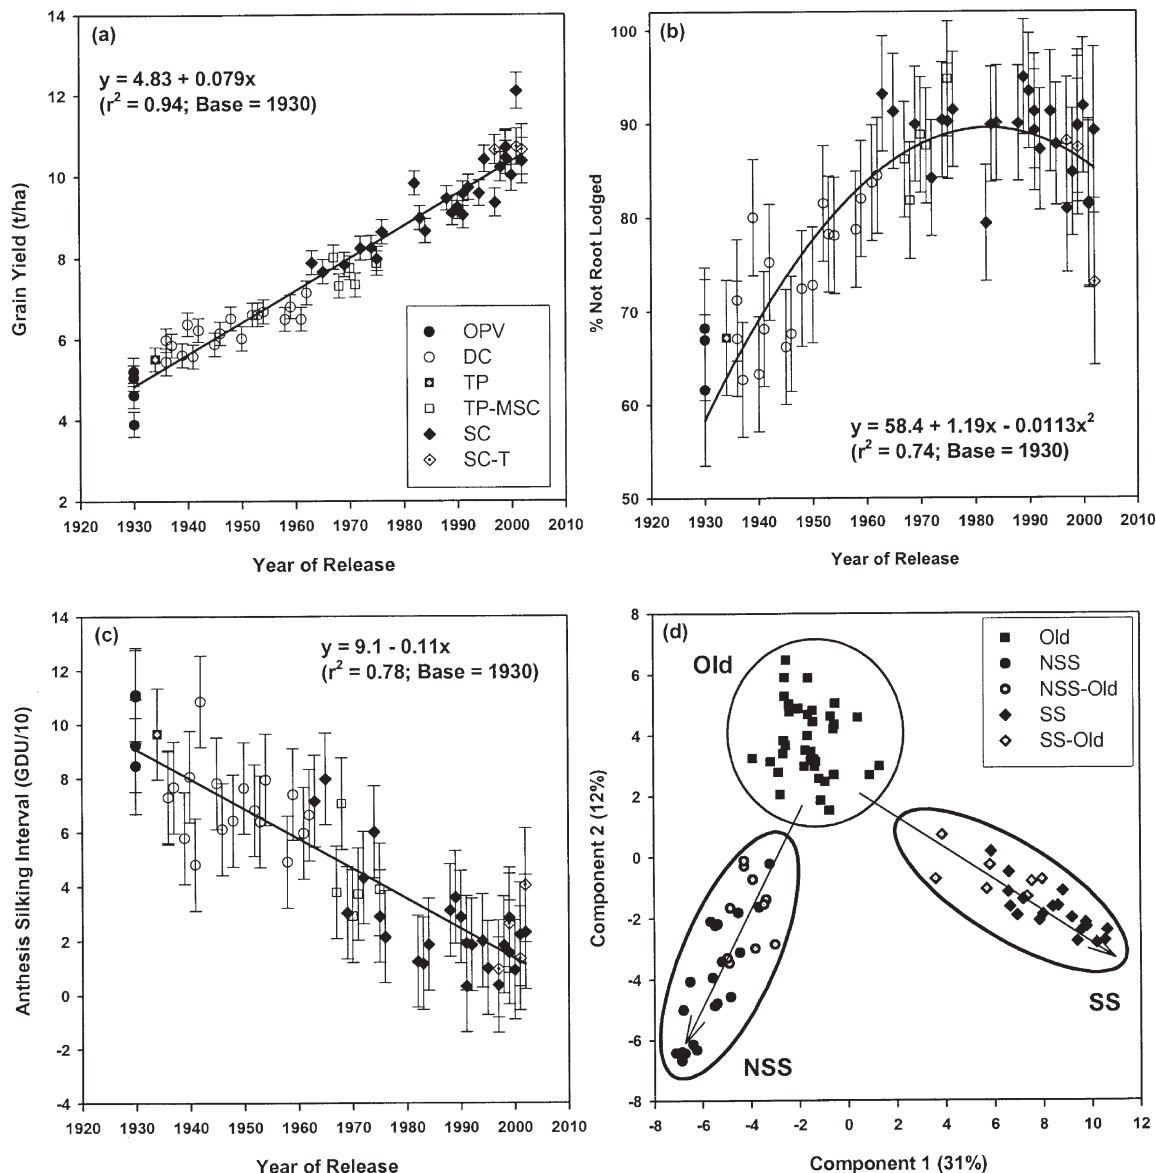 (a)
y = 4.83 + 0.079x
(r² = 0.94; Base = 1930)
Grain Yield (t/ha)
14
12
10
8
6
4
2
OPV
DC
TP
TP-MSC
SC
SC-T
1920 1930 1940 1950 1960 1970 1980 1990 2000 2010
Year of Release
(b)
% Not Root Lodged
100
90
80
70
60
50
y = 58.4 + 1.19x - 0.0113x²
(r² = 0.74; Base = 1930)
1920 1930 1940 1950 1960 1970 1980 1990 2000 2010
Year of Release
(c)
y = 9.1 - 0.11x
(r² = 0.78; Base = 1930)
Anthesis Silking Interval (GDU/10)
14
12
10
8
6
4
2
0
-2
-4
1920 1930 1940 1950 1960 1970 1980 1990 2000 2010
Year of Release
(d)
Component 2 (12%)
8
6
4
2
0
-2
-4
-6
-8
Old
NSS
NSS-Old
SS
SS-Old
Old
SS
NSS
-8 -6 -4 -2 0 2 4 6 8 10 12
Component 1 (31%)